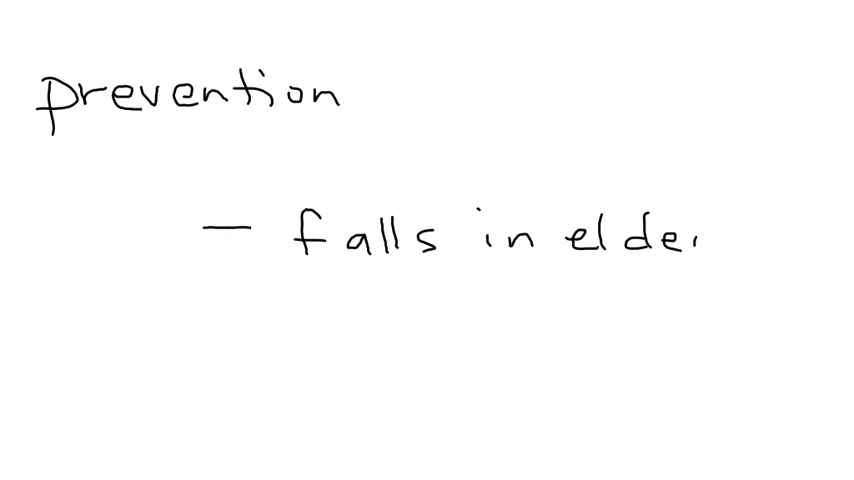 prevention
— falls in elde